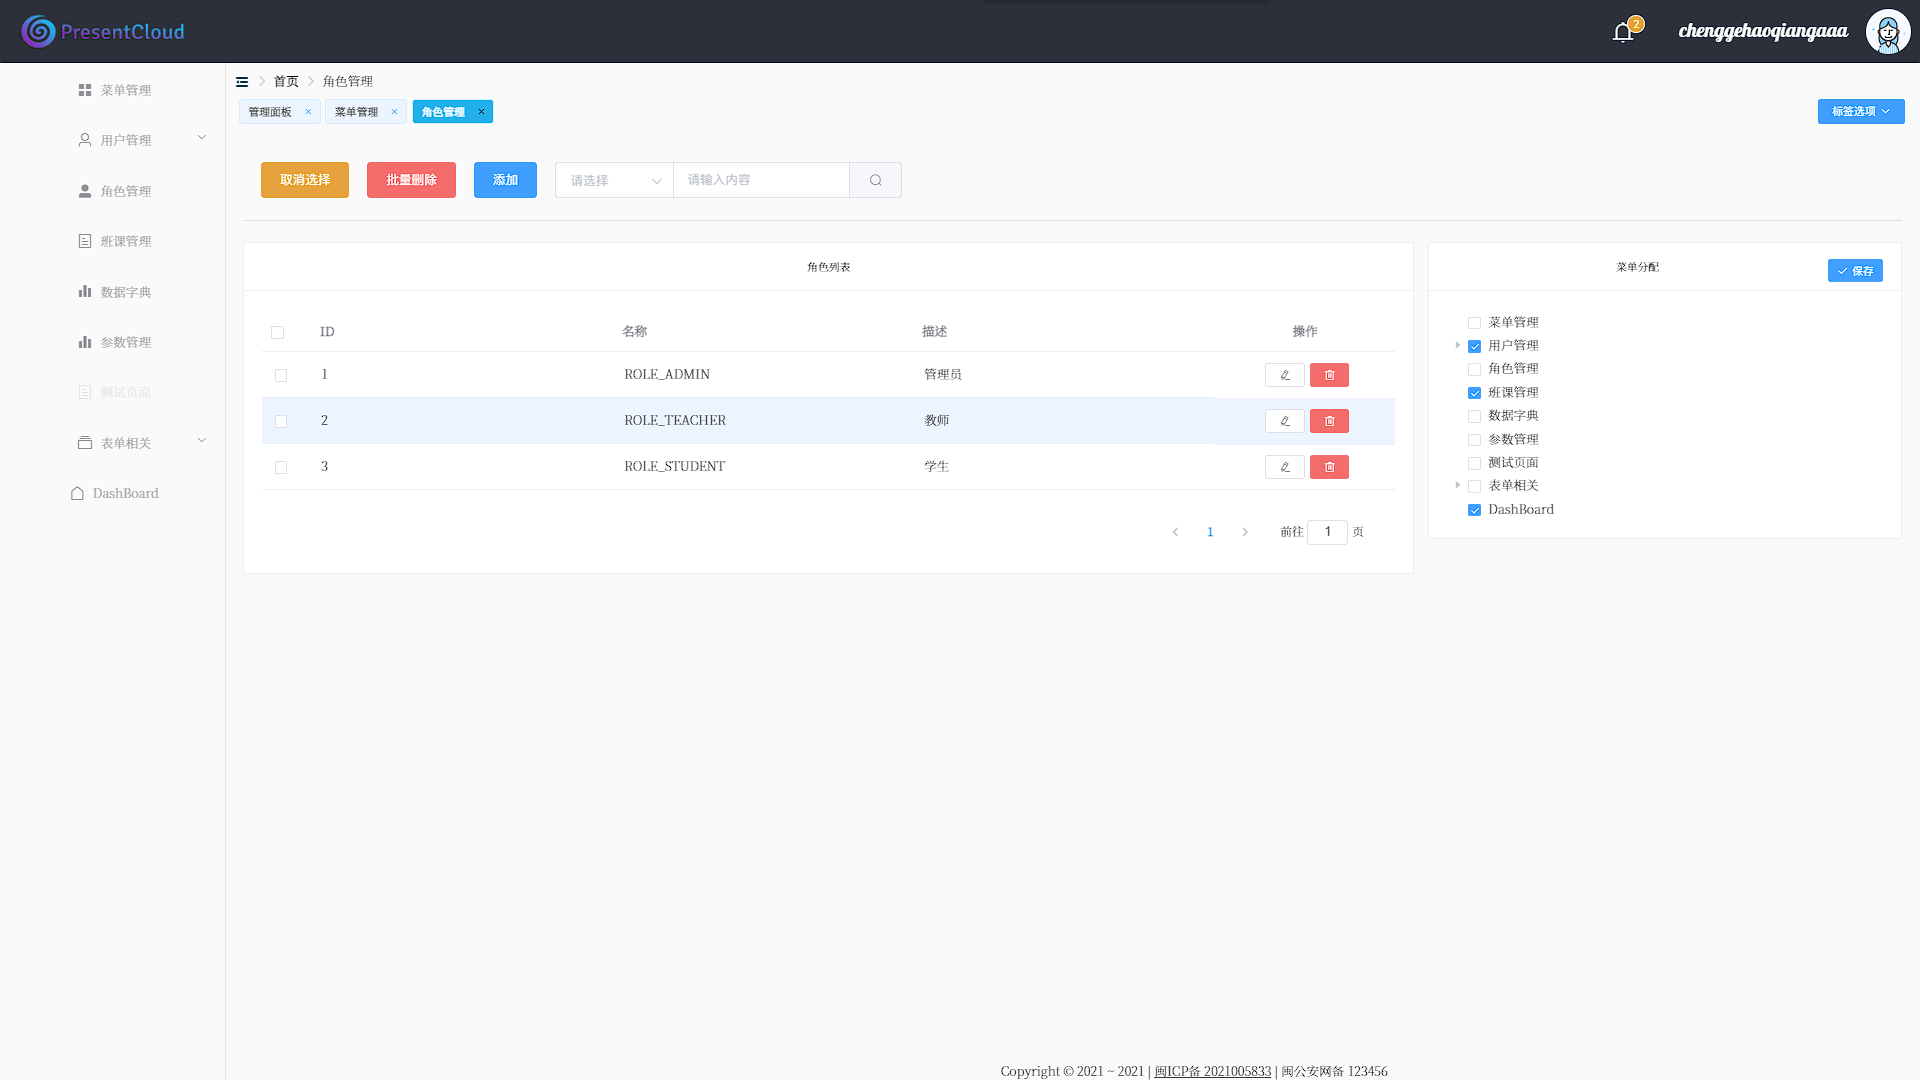 PresentCloud
2
chenggehaoqiangaaa
菜单管理
用户管理
角色管理
班课管理
数据字典
参数管理
测试页面
表单相关
DashBoard
首页
角色管理
管理面板
菜单管理
角色管理
标签选项
取消选择
批量删除
添加
请选择
请输入内容
角色列表
ID 名称 描述 操作
1 ROLE_ADMIN 管理员
2 ROLE_TEACHER 教师
3 ROLE_STUDENT 学生
1 前往 1 页
菜单分配
保存
菜单管理
用户管理
角色管理
班课管理
数据字典
参数管理
测试页面
表单相关
DashBoard
Copyright © 2021 ~ 2021 | 闽ICP备 2021005833 | 闽公安网备 123456